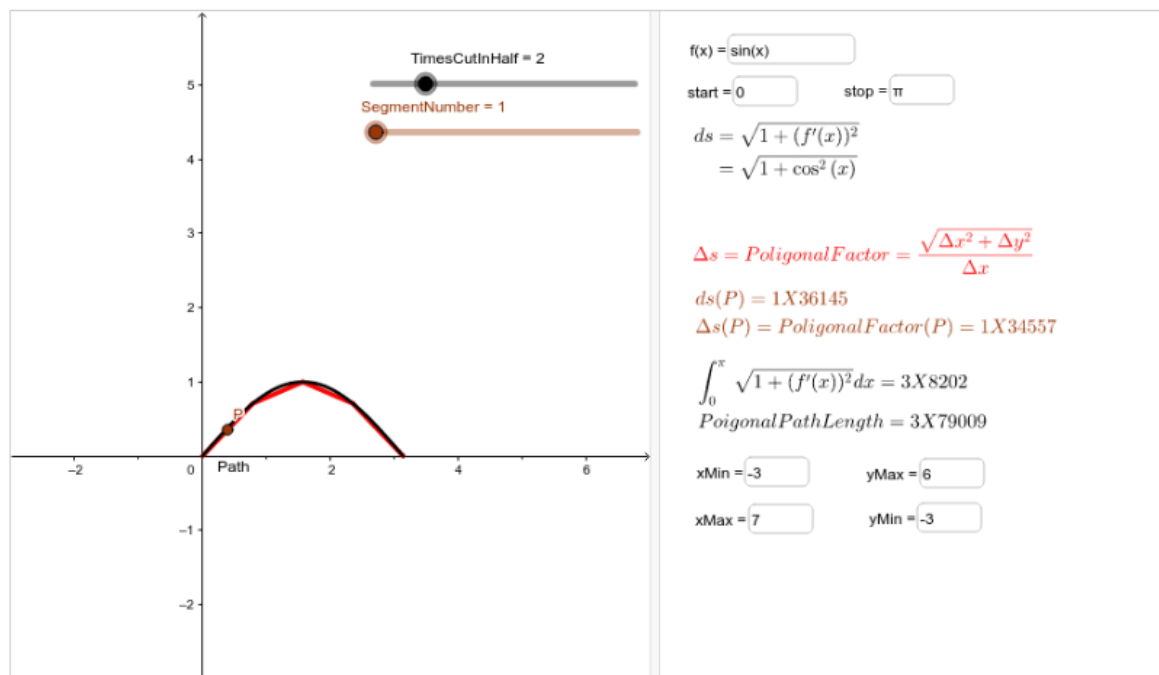 TimesCutInHalf = 2
SegmentNumber = 1
5
4
3
2
1
P
−2
0
Path
2
4
6
−1
−2
f(x) = sin(x)
start = 0 stop = π
ds = √(1 + (f′(x))²)
= √(1 + cos² (x))
Δs = PoligonalFactor = √(Δx² + Δy²) / Δx
ds(P) = 1X36145
Δs(P) = PoligonalFactor(P) = 1X34557
∫₀^π √(1 + (f′(x))²) dx = 3X8202
PoigonalPathLength = 3X79009
xMin = -3 yMax = 6
xMax = 7 yMin = -3